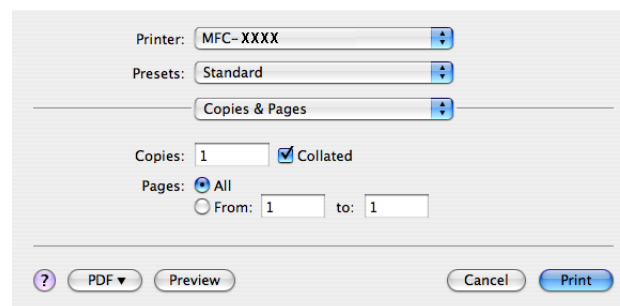 Printer: MFC-XXXX
Presets: Standard
Copies & Pages
Copies: 1 Collated
Pages: All
From: 1 to: 1
? PDF▼ Preview Cancel Print